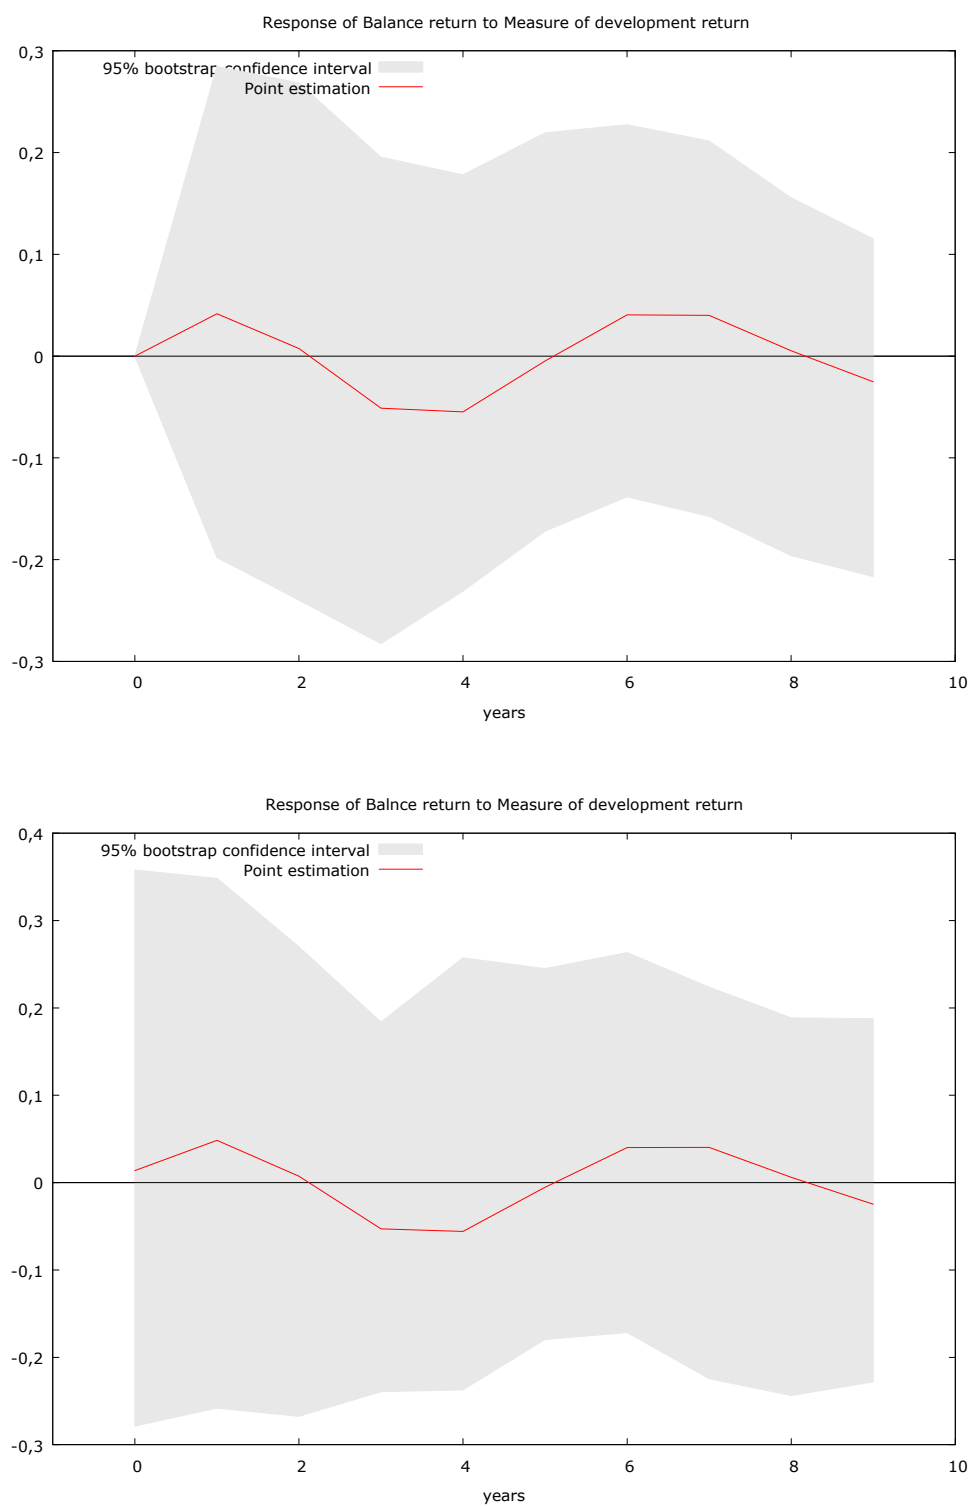 Response of Balance return to Measure of development return
0,3
95% bootstrap confidence interval
Point estimation
0,2
0,1
0
-0,1
-0,2
-0,3
0 2 4 6 8 10
years
Response of Balnce return to Measure of development return
0,4
95% bootstrap confidence interval
Point estimation
0,3
0,2
0,1
0
-0,1
-0,2
-0,3
0 2 4 6 8 10
years